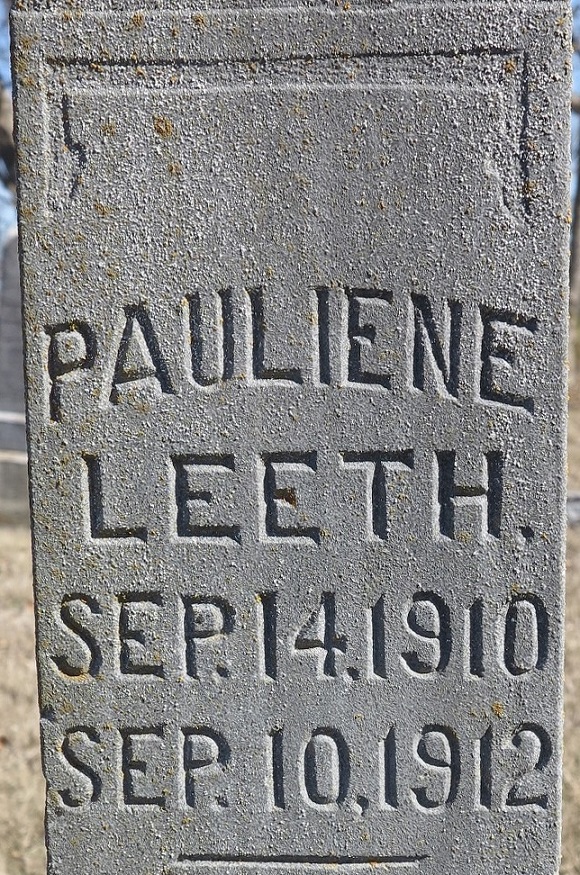 PAULIENE
LEETH.
SEP. 14. 1910
SEP. 10, 1912